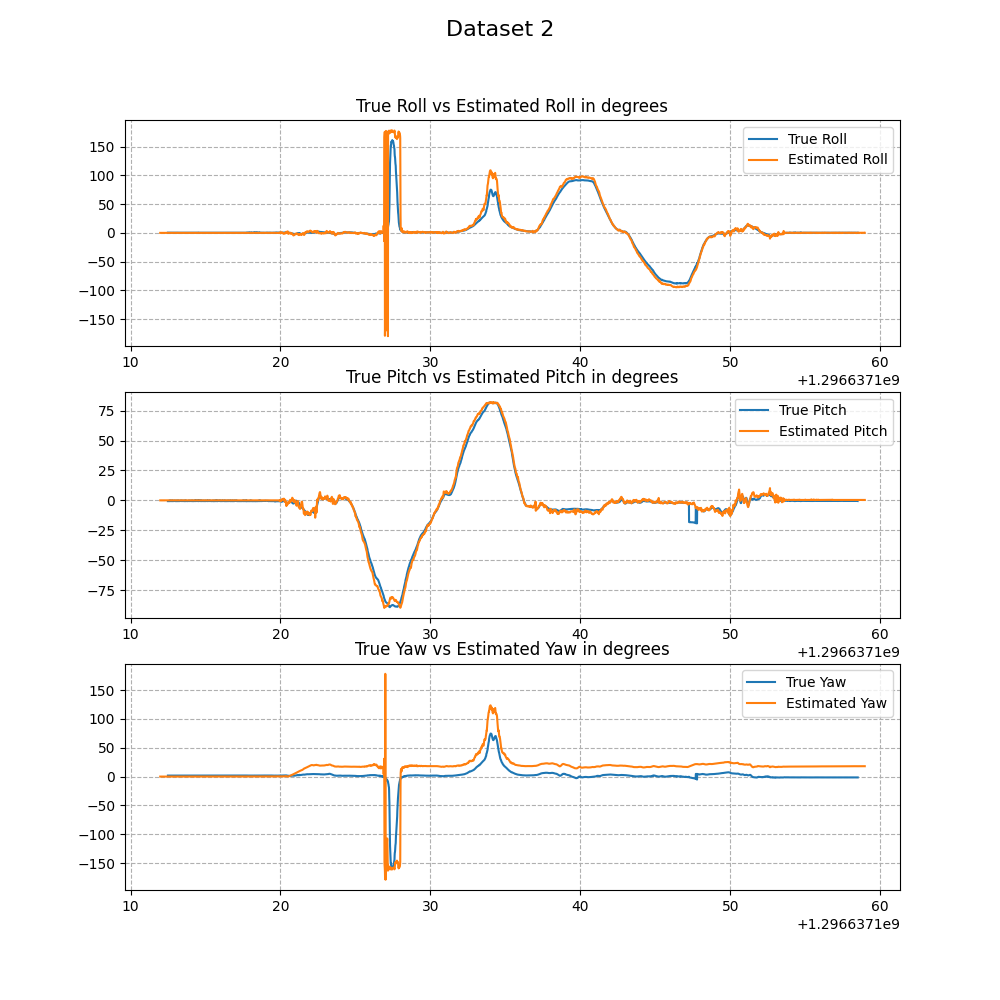 Dataset 2
True Roll vs Estimated Roll in degrees
150
100
50
0
−50
−100
−150
True Roll
Estimated Roll
10 20 30 40 50 60
+1.2966371e9
True Pitch vs Estimated Pitch in degrees
75
50
25
0
−25
−50
−75
True Pitch
Estimated Pitch
10 20 30 40 50 60
+1.2966371e9
True Yaw vs Estimated Yaw in degrees
150
100
50
0
−50
−100
−150
True Yaw
Estimated Yaw
10 20 30 40 50 60
+1.2966371e9